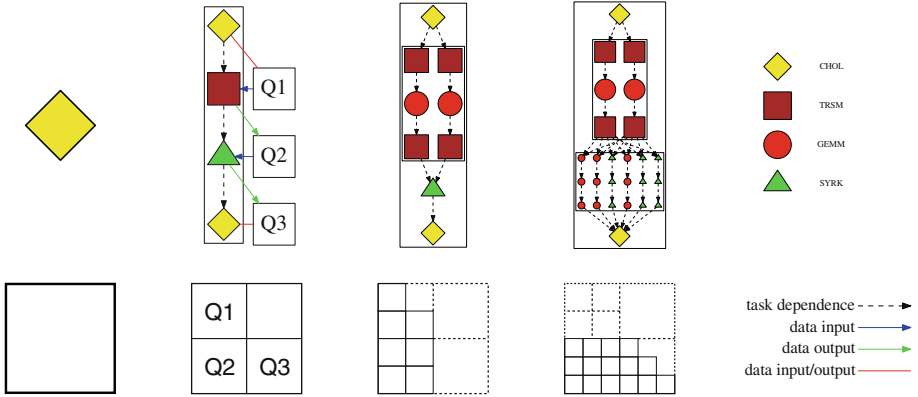 Q1
Q2
Q3
CHOL
TRSM
GEMM
SYRK
Q1
Q2 Q3
task dependence
data input
data output
data input/output